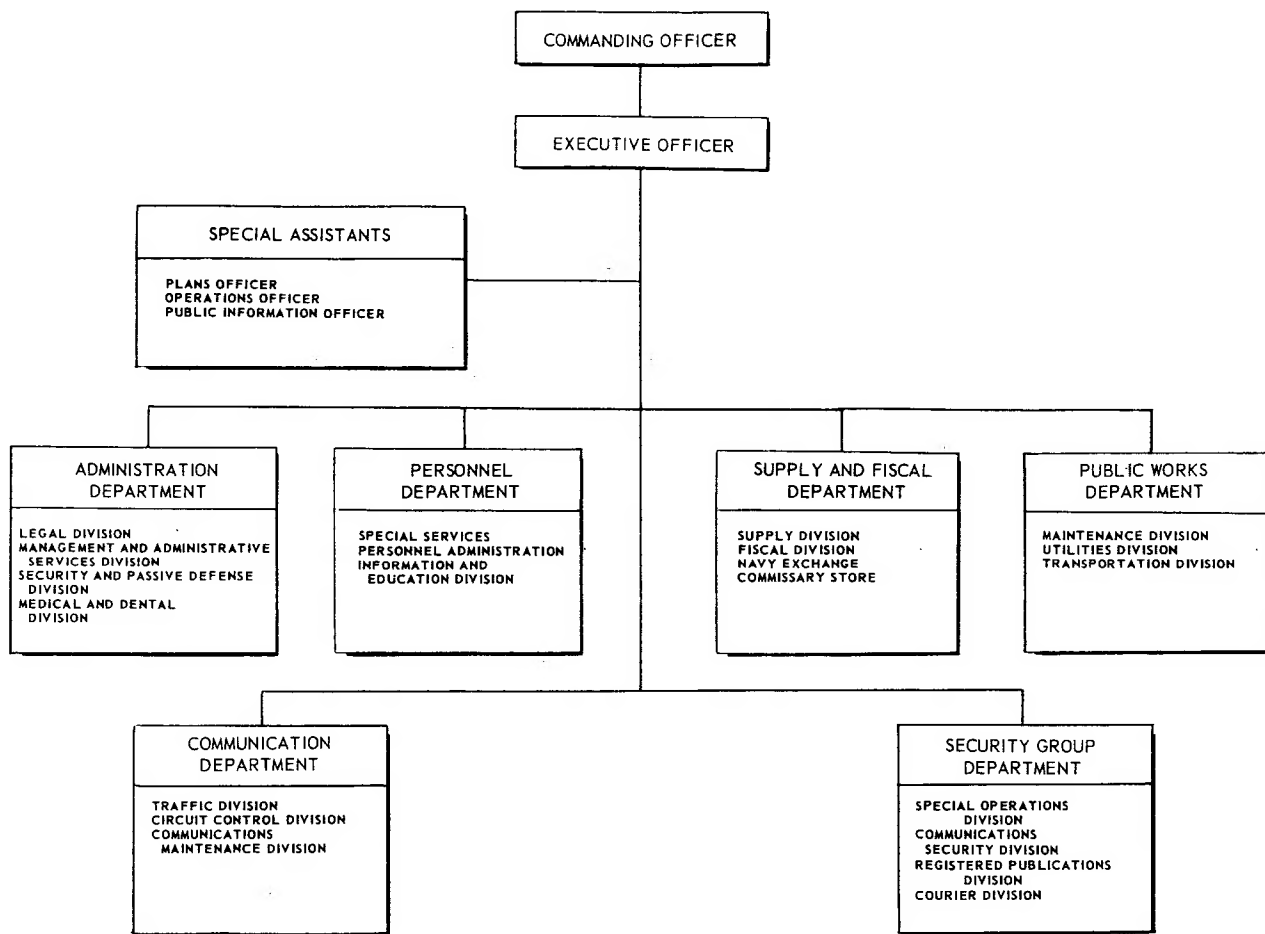 COMMANDING OFFICER
EXECUTIVE OFFICER
SPECIAL ASSISTANTS
PLANS OFFICER
OPERATIONS OFFICER
PUBLIC INFORMATION OFFICER
ADMINISTRATION
DEPARTMENT
LEGAL DIVISION
MANAGEMENT AND ADMINISTRATIVE
SERVICES DIVISION
SECURITY AND PASSIVE DEFENSE
DIVISION
MEDICAL AND DENTAL
DIVISION
PERSONNEL
DEPARTMENT
SPECIAL SERVICES
PERSONNEL ADMINISTRATION
INFORMATION AND
EDUCATION DIVISION
SUPPLY AND FISCAL
DEPARTMENT
SUPPLY DIVISION
FISCAL DIVISION
NAVY EXCHANGE
COMMISSARY STORE
PUBLIC WORKS
DEPARTMENT
MAINTENANCE DIVISION
UTILITIES DIVISION
TRANSPORTATION DIVISION
COMMUNICATION
DEPARTMENT
TRAFFIC DIVISION
CIRCUIT CONTROL DIVISION
COMMUNICATIONS
MAINTENANCE DIVISION
SECURITY GROUP
DEPARTMENT
SPECIAL OPERATIONS
DIVISION
COMMUNICATIONS
SECURITY DIVISION
REGISTERED PUBLICATIONS
DIVISION
COURIER DIVISION